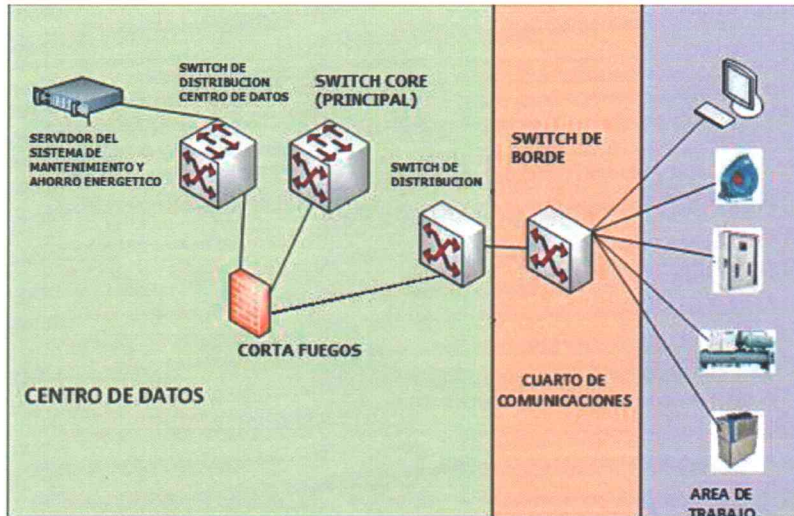 SWITCH DE
DISTRIBUCION
CENTRO DE DATOS
SWITCH CORE
(PRINCIPAL)
SERVIDOR DEL
SISTEMA DE
MANTENIMIENTO Y
AHORRO ENERGETICO
SWITCH DE
DISTRIBUCION
SWITCH DE
BORDE
CORTA FUEGOS
CENTRO DE DATOS
CUARTO DE
COMUNICACIONES
AREA DE
TRABAJO